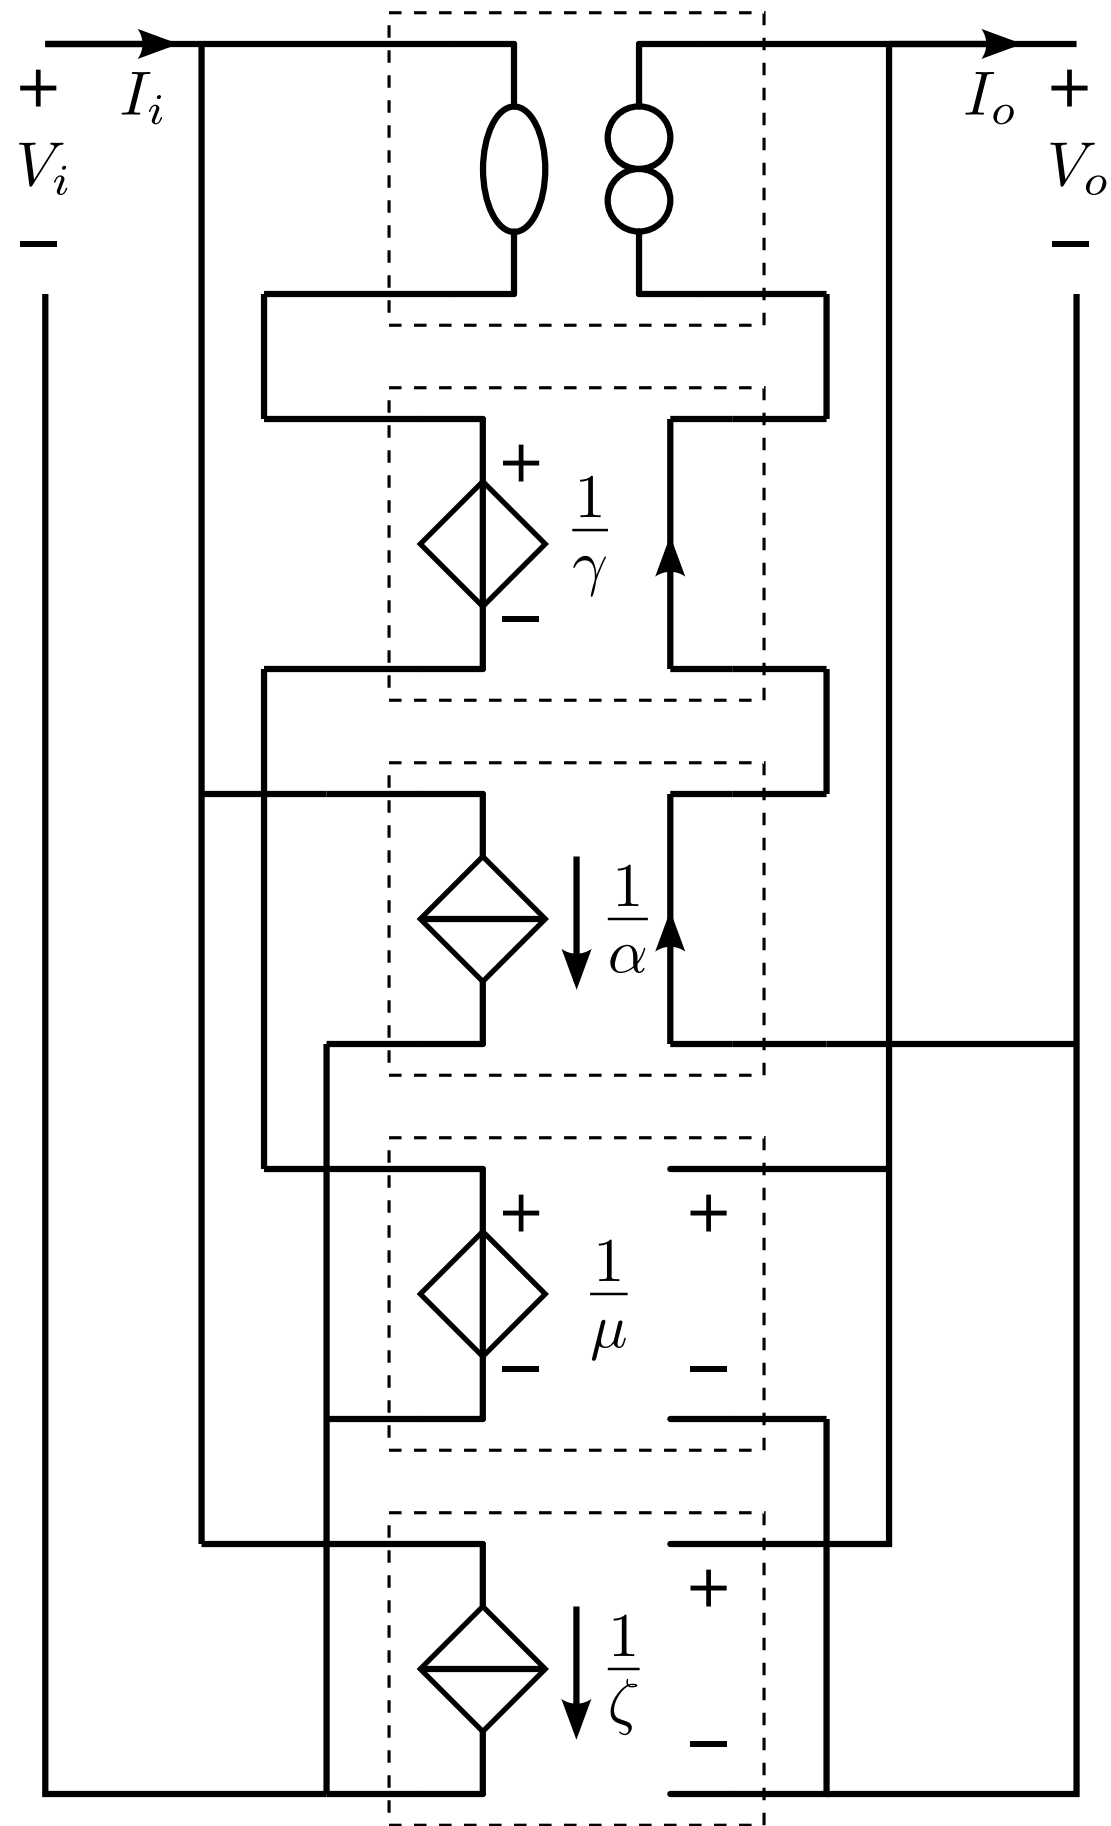 + I_i I_o +
V_i V_o
− −
+ 1/γ
−
1/α
+ 1/μ +
− −
+
1/ζ
−